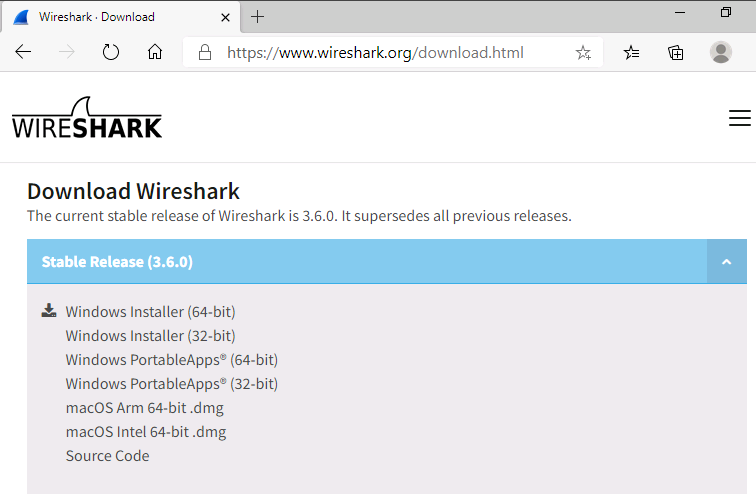 Wireshark · Download
https://www.wireshark.org/download.html
WIRESHARK
Download Wireshark
The current stable release of Wireshark is 3.6.0. It supersedes all previous releases.
Stable Release (3.6.0)
Windows Installer (64-bit)
Windows Installer (32-bit)
Windows PortableApps® (64-bit)
Windows PortableApps® (32-bit)
macOS Arm 64-bit .dmg
macOS Intel 64-bit .dmg
Source Code